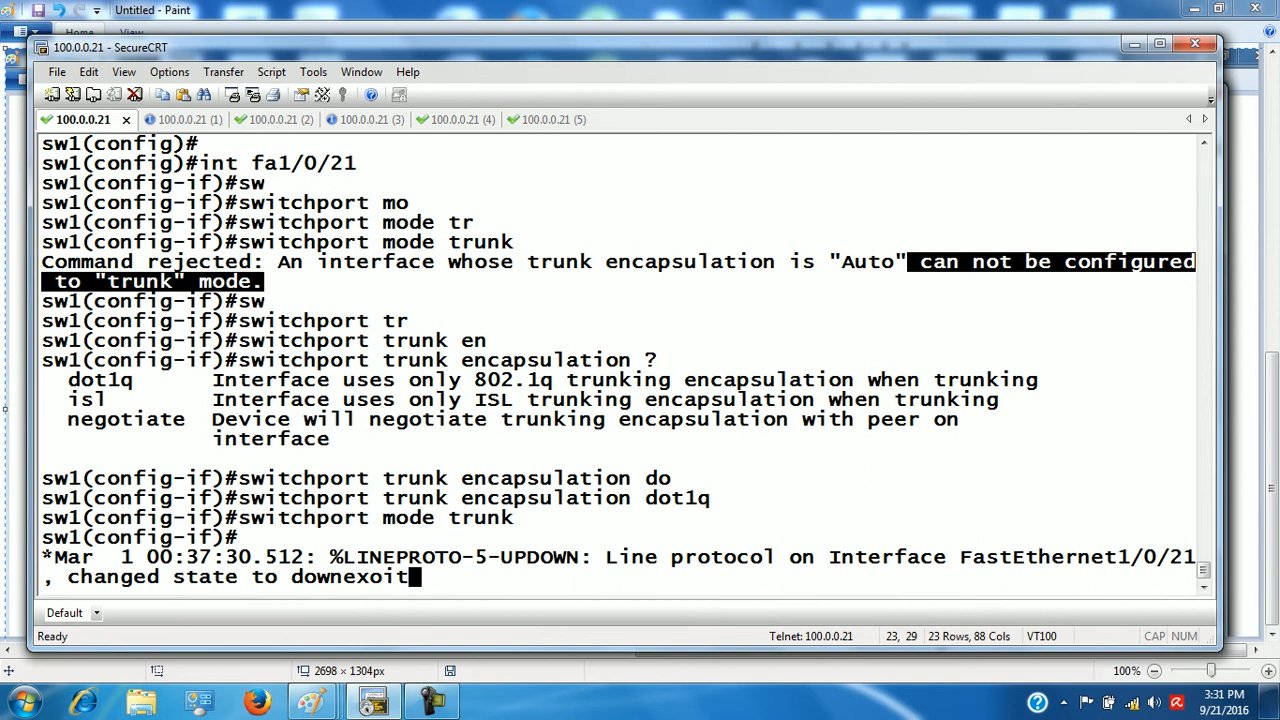 Untitled - Paint
Home
100.0.0.21 - SecureCRT
File Edit View Options Transfer Script Tools Window Help
100.0.0.21 100.0.0.21 (1) 100.0.0.21 (2) 100.0.0.21 (3) 100.0.0.21 (4) 100.0.0.21 (5)
sw1(config)#
sw1(config)#int fa1/0/21
sw1(config-if)#sw
sw1(config-if)#switchport mo
sw1(config-if)#switchport mode tr
sw1(config-if)#switchport mode trunk
Command rejected: An interface whose trunk encapsulation is "Auto" can not be configured
to "trunk" mode.
sw1(config-if)#sw
sw1(config-if)#switchport tr
sw1(config-if)#switchport trunk en
sw1(config-if)#switchport trunk encapsulation ?
dot1q Interface uses only 802.1q trunking encapsulation when trunking
isl Interface uses only ISL trunking encapsulation when trunking
negotiate Device will negotiate trunking encapsulation with peer on
interface
sw1(config-if)#switchport trunk encapsulation do
sw1(config-if)#switchport trunk encapsulation dot1q
sw1(config-if)#switchport mode trunk
sw1(config-if)#
*Mar 1 00:37:30.512: %LINEPROTO-5-UPDOWN: Line protocol on Interface FastEthernet1/0/21
, changed state to downexoit
Default
Ready Telnet: 100.0.0.21 23, 29 23 Rows, 88 Cols VT100 CAP NUM
2698 × 1304px 100%
3:31 PM
9/21/2016